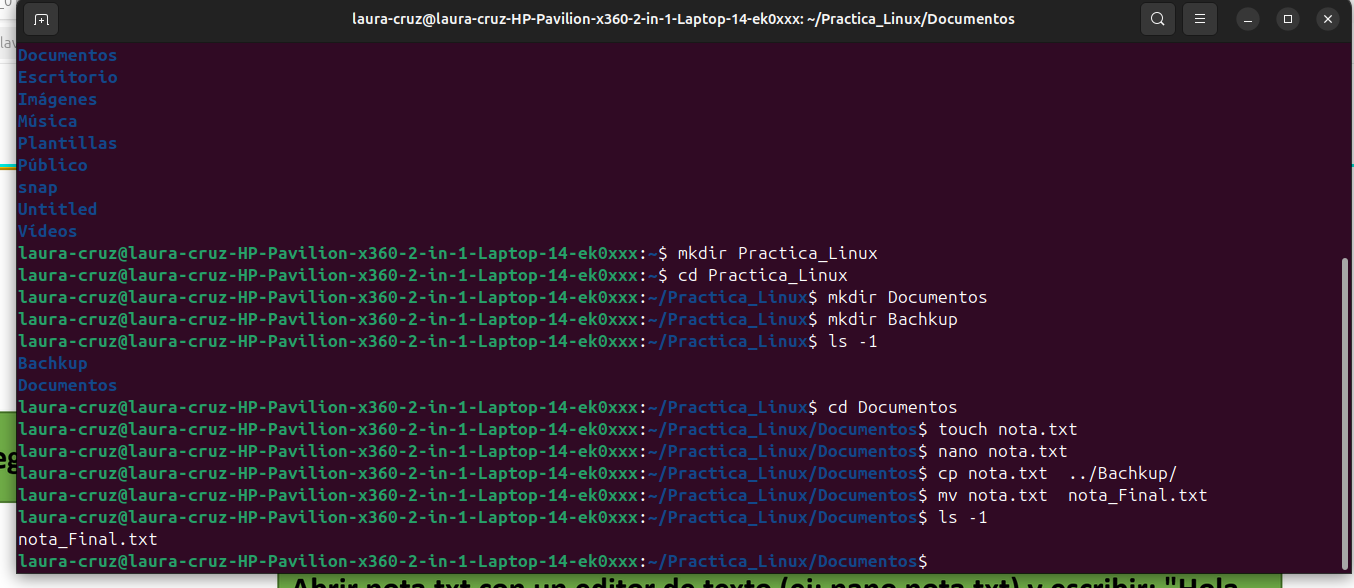 laura-cruz@laura-cruz-HP-Pavilion-x360-2-in-1-Laptop-14-ek0xxx: ~/Practica_Linux/Documentos
Documentos
Escritorio
Imágenes
Música
Plantillas
Público
snap
Untitled
Vídeos
laura-cruz@laura-cruz-HP-Pavilion-x360-2-in-1-Laptop-14-ek0xxx:~$ mkdir Practica_Linux
laura-cruz@laura-cruz-HP-Pavilion-x360-2-in-1-Laptop-14-ek0xxx:~$ cd Practica_Linux
laura-cruz@laura-cruz-HP-Pavilion-x360-2-in-1-Laptop-14-ek0xxx:~/Practica_Linux$ mkdir Documentos
laura-cruz@laura-cruz-HP-Pavilion-x360-2-in-1-Laptop-14-ek0xxx:~/Practica_Linux$ mkdir Bachkup
laura-cruz@laura-cruz-HP-Pavilion-x360-2-in-1-Laptop-14-ek0xxx:~/Practica_Linux$ ls -1
Bachkup
Documentos
laura-cruz@laura-cruz-HP-Pavilion-x360-2-in-1-Laptop-14-ek0xxx:~/Practica_Linux$ cd Documentos
laura-cruz@laura-cruz-HP-Pavilion-x360-2-in-1-Laptop-14-ek0xxx:~/Practica_Linux/Documentos$ touch nota.txt
laura-cruz@laura-cruz-HP-Pavilion-x360-2-in-1-Laptop-14-ek0xxx:~/Practica_Linux/Documentos$ nano nota.txt
laura-cruz@laura-cruz-HP-Pavilion-x360-2-in-1-Laptop-14-ek0xxx:~/Practica_Linux/Documentos$ cp nota.txt  ../Bachkup/
laura-cruz@laura-cruz-HP-Pavilion-x360-2-in-1-Laptop-14-ek0xxx:~/Practica_Linux/Documentos$ mv nota.txt  nota_Final.txt
laura-cruz@laura-cruz-HP-Pavilion-x360-2-in-1-Laptop-14-ek0xxx:~/Practica_Linux/Documentos$ ls -1
nota_Final.txt
laura-cruz@laura-cruz-HP-Pavilion-x360-2-in-1-Laptop-14-ek0xxx:~/Practica_Linux/Documentos$
Abrir nota.txt con un editor de texto (ej: nano nota.txt) y escribir: "Hola